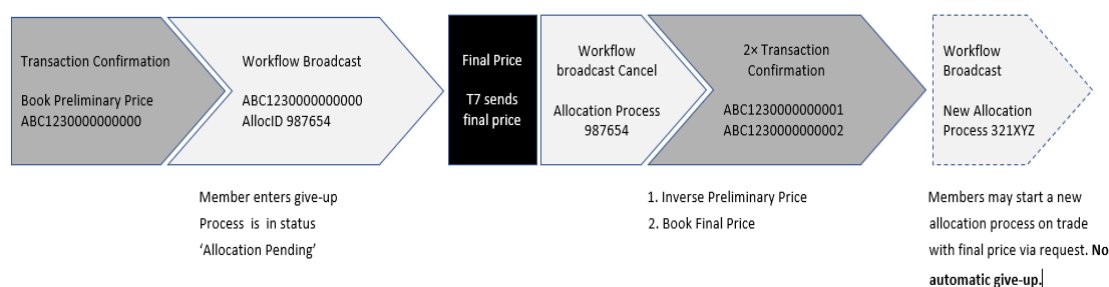 Transaction Confirmation
Book Preliminary Price
ABC1230000000000
Workflow Broadcast
ABC1230000000000
AllocID 987654
Final Price
T7 sends
final price
Workflow
broadcast Cancel
Allocation Process
987654
2× Transaction
Confirmation
ABC1230000000001
ABC1230000000002
Workflow
Broadcast
New Allocation
Process 321XYZ
Member enters give-up
Process is in status
‘Allocation Pending’
1. Inverse Preliminary Price
2. Book Final Price
Members may start a new
allocation process on trade
with final price via request. No
automatic give-up.